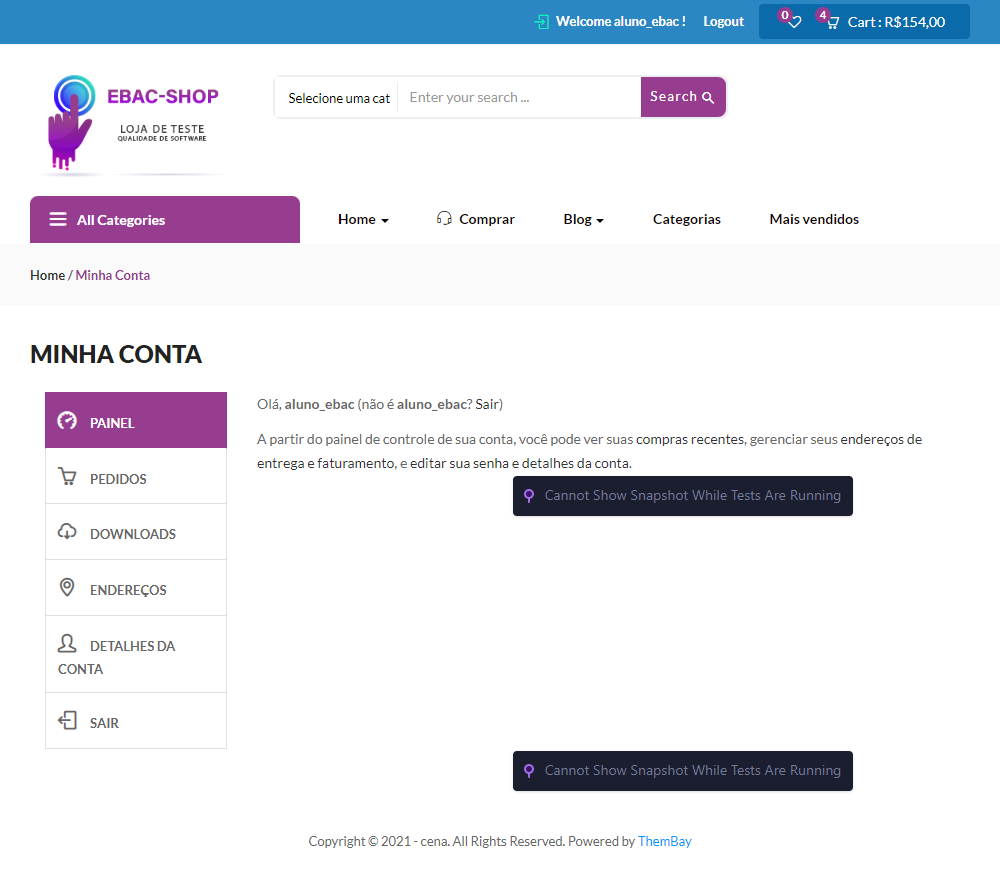 Welcome aluno_ebac ! Logout 0 4 Cart : R$154,00
EBAC-SHOP
LOJA DE TESTE
QUALIDADE DE SOFTWARE
Selecione uma cat Enter your search ... Search
All Categories Home Comprar Blog Categorias Mais vendidos
Home / Minha Conta
MINHA CONTA
PAINEL
PEDIDOS
DOWNLOADS
ENDEREÇOS
DETALHES DA
CONTA
SAIR
Olá, aluno_ebac (não é aluno_ebac? Sair)
A partir do painel de controle de sua conta, você pode ver suas compras recentes, gerenciar seus endereços de
entrega e faturamento, e editar sua senha e detalhes da conta.
Cannot Show Snapshot While Tests Are Running
Cannot Show Snapshot While Tests Are Running
Copyright © 2021 - cena. All Rights Reserved. Powered by ThemBay